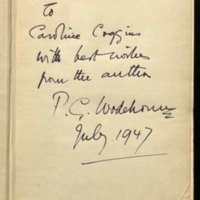 To
Caroline Coggins
with best wishes
from the author
P. G. Wodehouse
July 1947